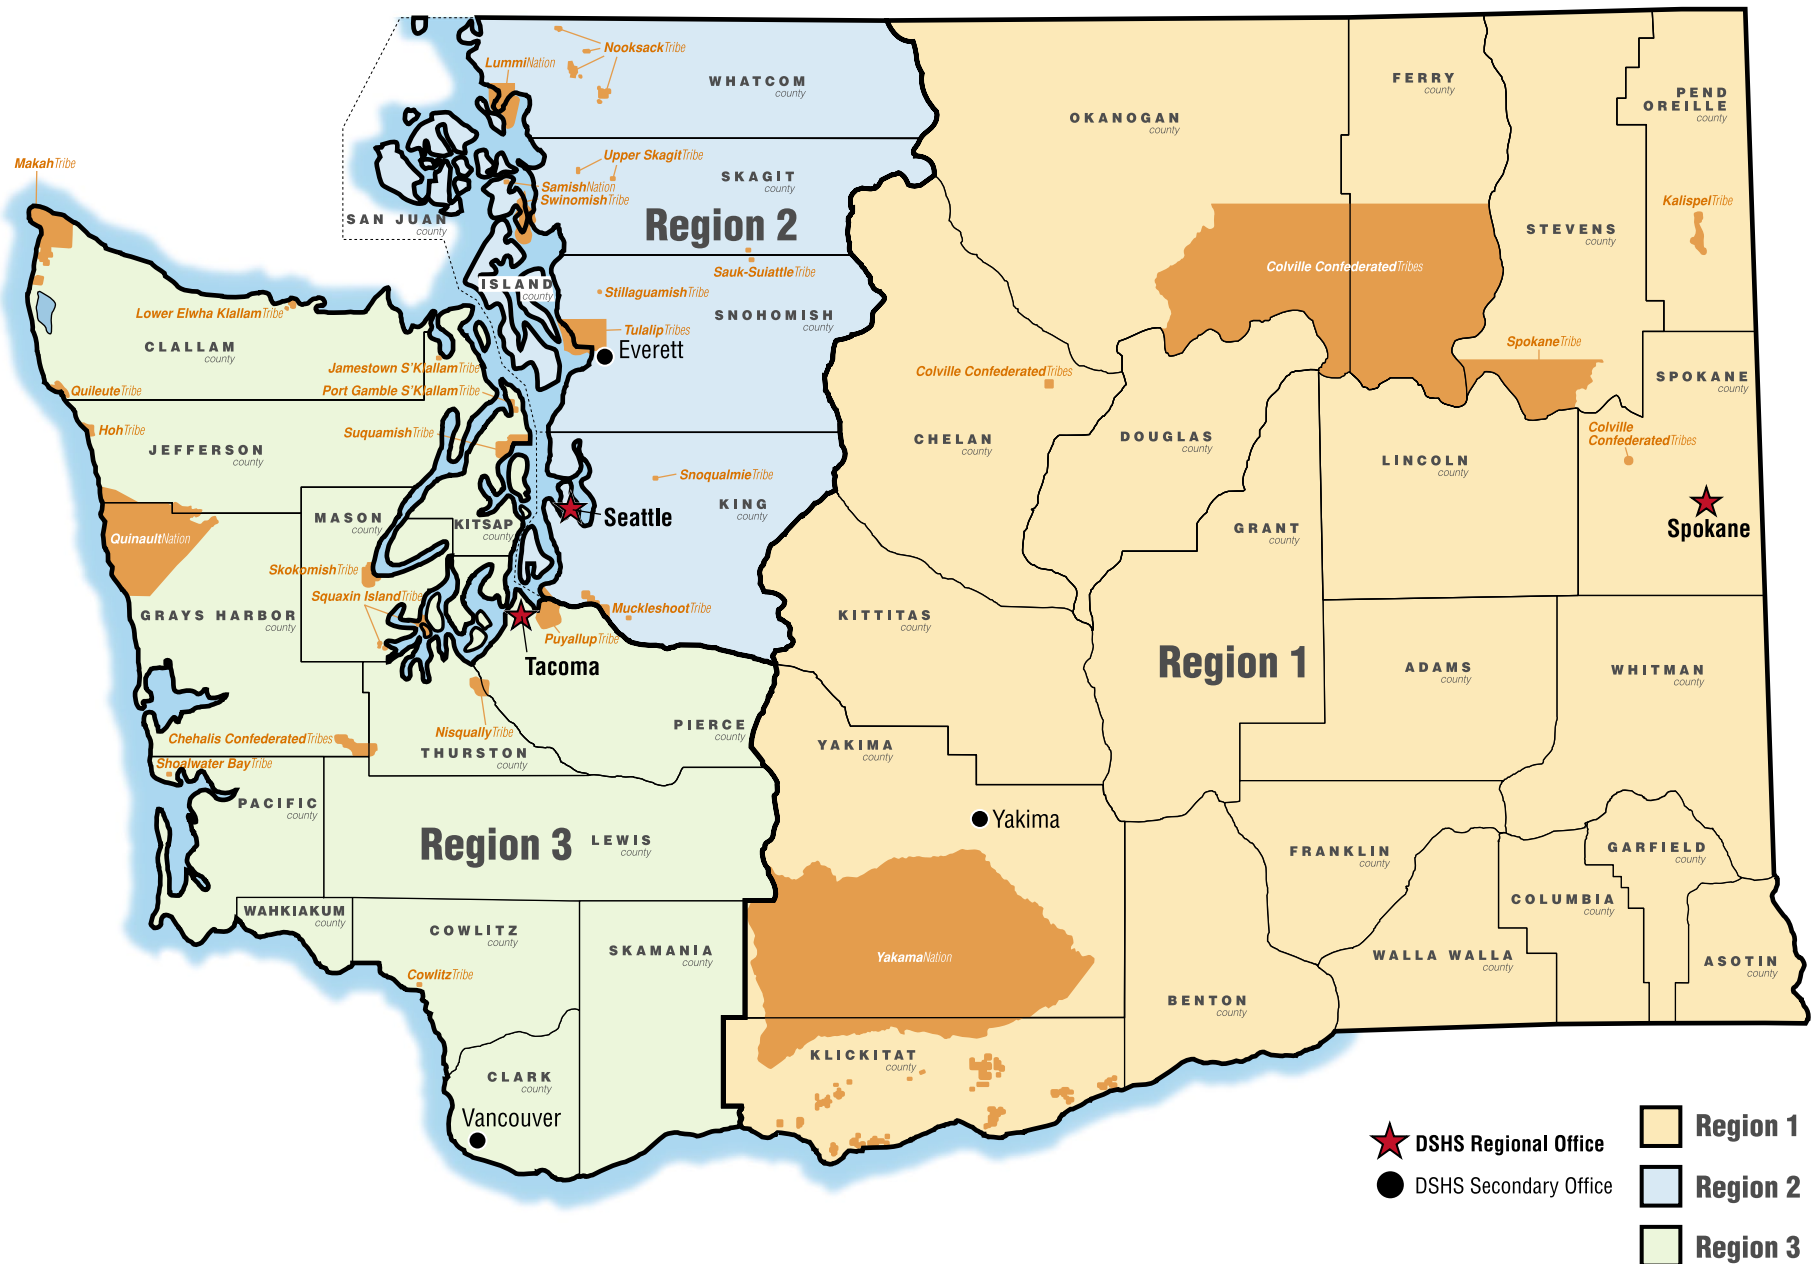 Nooksack Tribe
Lummi Nation
WHATCOM
county
FERRY
county
PEND
OREILLE
county
OKANOGAN
county
Makah Tribe
Upper Skagit Tribe
SKAGIT
county
Samish Nation
Swinomish Tribe
SAN JUAN
county
Region 2
Kalispel Tribe
STEVENS
county
Sauk-Suiattle Tribe
Colville Confederated Tribes
ISLAND
county
Stillaguamish Tribe
SNOHOMISH
county
Lower Elwha Klallam Tribe
Tulalip Tribes
Everett
CLALLAM
county
Jamestown S'Klallam Tribe
Spokane Tribe
Colville Confederated Tribes
SPOKANE
county
Quileute Tribe
Port Gamble S'Klallam Tribe
Hoh Tribe
Suquamish Tribe
CHELAN
county
DOUGLAS
county
Colville
Confederated Tribes
JEFFERSON
county
LINCOLN
county
Snoqualmie Tribe
KING
county
MASON
county
KITSAP
county
Seattle
GRANT
county
Spokane
Quinault Nation
Skokomish Tribe
Squaxin Island Tribe
GRAYS HARBOR
county
Muckleshoot Tribe
KITTITAS
county
Puyallup Tribe
Tacoma
Region 1
ADAMS
county
WHITMAN
county
Nisqually Tribe
PIERCE
county
Chehalis Confederated Tribes
THURSTON
county
YAKIMA
county
Shoalwater Bay Tribe
PACIFIC
county
Yakima
Region 3
LEWIS
county
FRANKLIN
county
GARFIELD
county
WAHKIAKUM
county
COWLITZ
county
COLUMBIA
county
SKAMANIA
county
Yakama Nation
WALLA WALLA
county
ASOTIN
county
Cowlitz Tribe
BENTON
county
KLICKITAT
county
CLARK
county
Vancouver
DSHS Regional Office
DSHS Secondary Office
Region 1
Region 2
Region 3